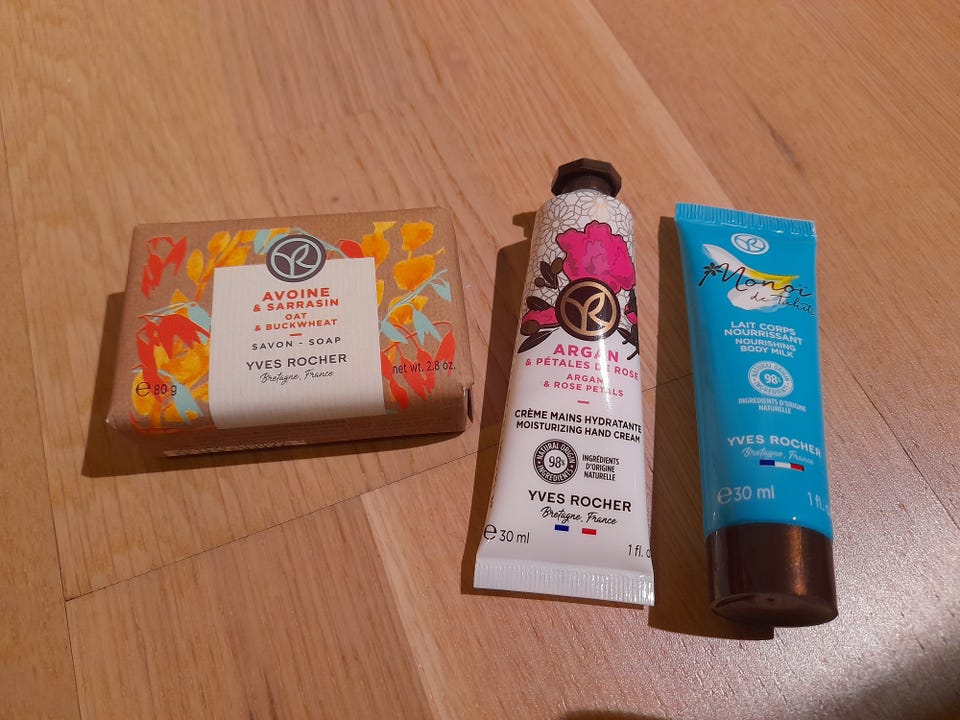 AVOINE
& SARRASIN
OAT
& BUCKWHEAT
SAVON - SOAP
YVES ROCHER
Bretagne, France
℮ 80 g
net wt. 2.8 oz.
ARGAN
& PÉTALES DE ROSE
ARGAN
& ROSE PETALS
CRÈME MAINS HYDRATANTE
MOISTURIZING HAND CREAM
NATURAL ORIGIN
98%
INGREDIENTS
INGRÉDIENTS
D'ORIGINE
NATURELLE
YVES ROCHER
Bretagne, France
℮ 30 ml
1 fl.
Monoï
de Tahiti
LAIT CORPS
NOURRISSANT
NOURISHING
BODY MILK
98%
INGRÉDIENTS D'ORIGINE
NATURELLE
YVES ROCHER
Bretagne, France
℮30 ml
1 fl.